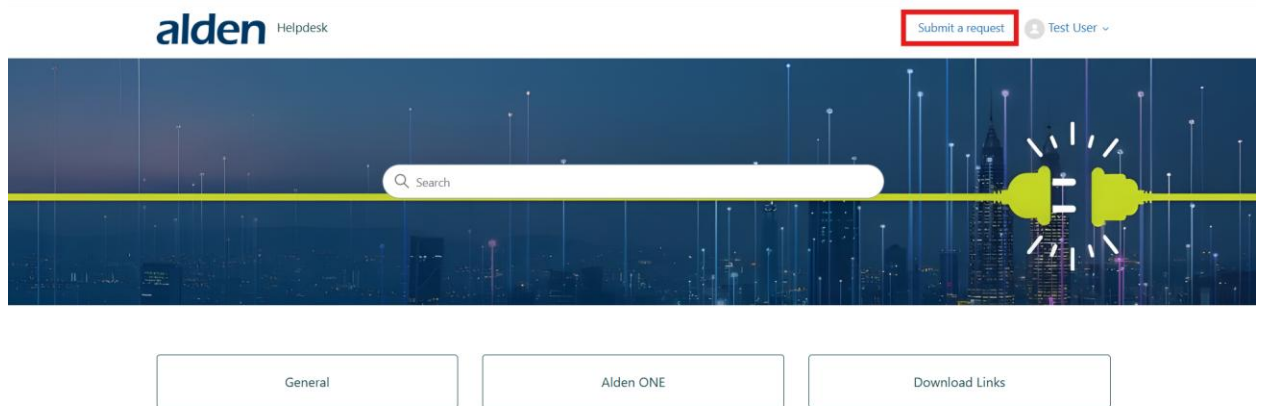 alden Helpdesk Submit a request Test User
Search
General Alden ONE Download Links